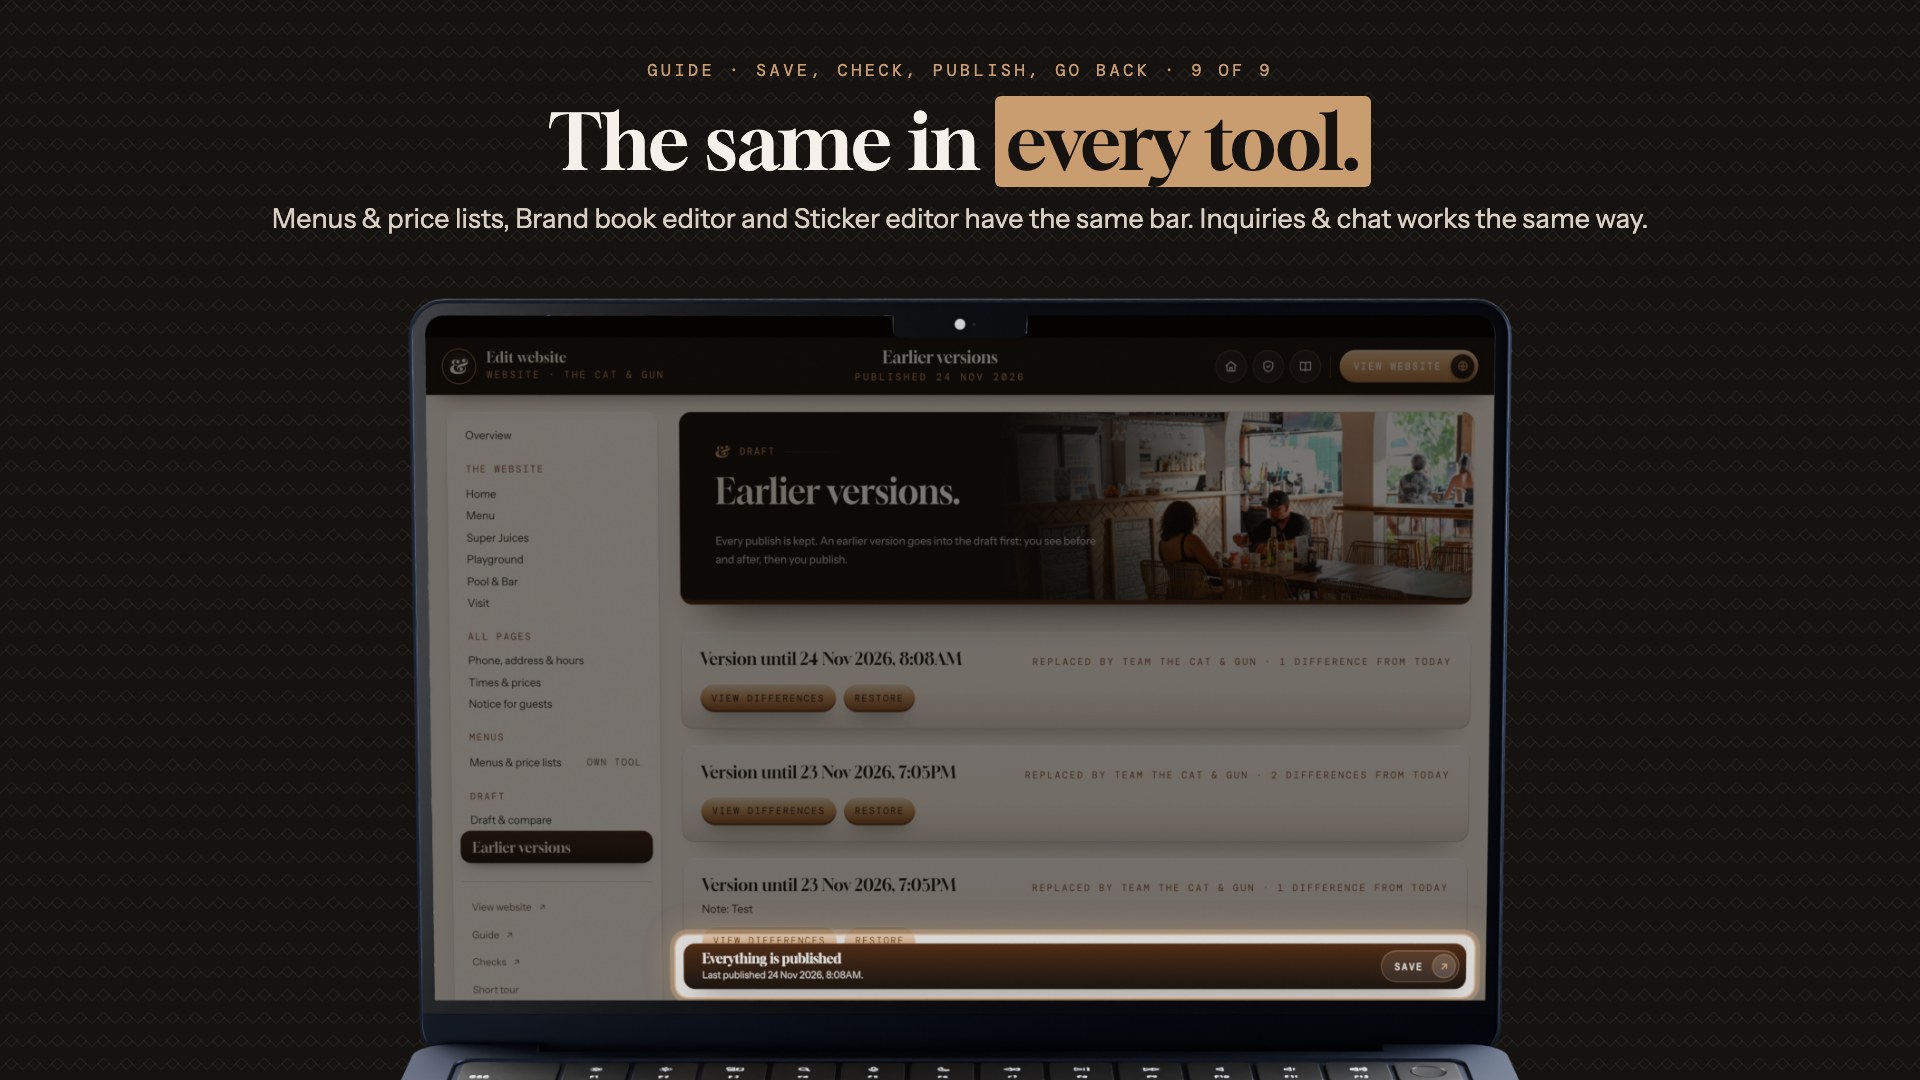 GUIDE · SAVE, CHECK, PUBLISH, GO BACK · 9 OF 9
The same in every tool.
Menus & price lists, Brand book editor and Sticker editor have the same bar. Inquiries & chat works the same way.
& Edit website
WEBSITE · THE CAT & GUN
Earlier versions
PUBLISHED 24 NOV 2026
VIEW WEBSITE
Overview
THE WEBSITE
Home
Menu
Super Juices
Playground
Pool & Bar
Visit
ALL PAGES
Phone, address & hours
Times & prices
Notice for guests
MENUS
Menus & price lists OWN TOOL
DRAFT
Draft & compare
Earlier versions
View website ↗
Guide ↗
Checks ↗
Short tour
& DRAFT
Earlier versions.
Every publish is kept. An earlier version goes into the draft first: you see before
and after, then you publish.
Version until 24 Nov 2026, 8:08AM
REPLACED BY TEAM THE CAT & GUN · 1 DIFFERENCE FROM TODAY
VIEW DIFFERENCES RESTORE
Version until 23 Nov 2026, 7:05PM
REPLACED BY TEAM THE CAT & GUN · 2 DIFFERENCES FROM TODAY
VIEW DIFFERENCES RESTORE
Version until 23 Nov 2026, 7:05PM
REPLACED BY TEAM THE CAT & GUN · 1 DIFFERENCE FROM TODAY
Note: Test
VIEW DIFFERENCES RESTORE
Everything is published
Last published 24 Nov 2026, 8:08AM.
SAVE ↗